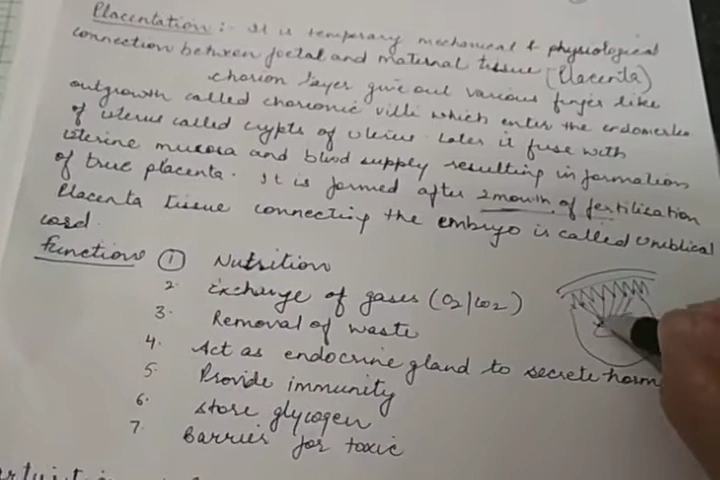 Placentation :- It is temporary mechanical & physiological
connection between foetal and maternal tissue (Placenta)
chorion layer give out various finger like
outgrowth called chorionic villi which enter the endometer
of uterus called crypts of uterus. Later it fuse with
uterine mucosa and blood supply resulting in formation
of true placenta. It is formed after 2 month of fertilication
Placenta tissue connecting the embryo is called umblical
cord.
Functions ① Nutrition
2. Exchange of gases (O2/CO2)
3. Removal of waste
4. Act as endocrine gland to secrete horm
5. Provide immunity
6. Store glycogen
7. Barrier for toxic